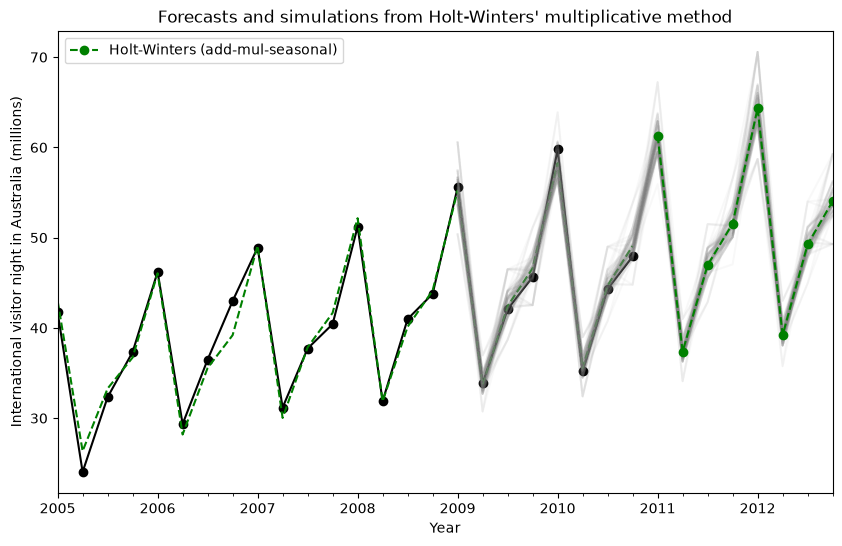 Forecasts and simulations from Holt-Winters' multiplicative method
Holt-Winters (add-mul-seasonal)
International visitor night in Australia (millions)
70
60
50
40
30
2005 2006 2007 2008 2009 2010 2011 2012
Year